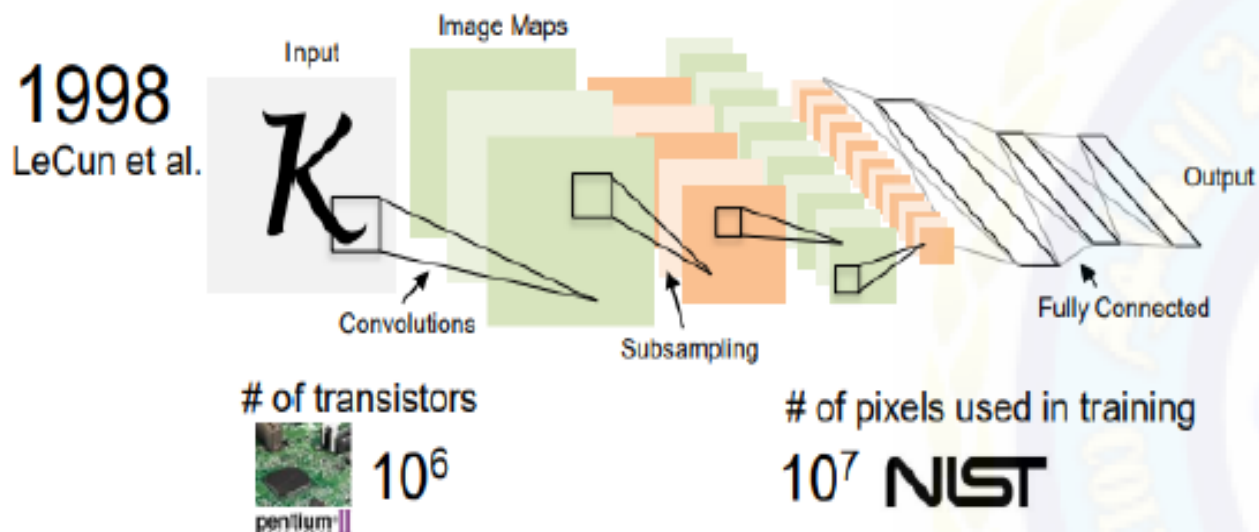 Image Maps
Input
1998
LeCun et al.
K
Output
Convolutions
Subsampling
Fully Connected
# of transistors
10⁶
pentium II
# of pixels used in training
10⁷ NIST